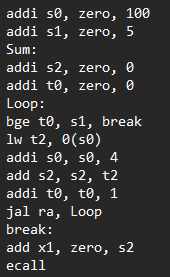 addi s0, zero, 100
addi s1, zero, 5
Sum:
addi s2, zero, 0
addi t0, zero, 0
Loop:
bge t0, s1, break
lw t2, 0(s0)
addi s0, s0, 4
add s2, s2, t2
addi t0, t0, 1
jal ra, Loop
break:
add x1, zero, s2
ecall